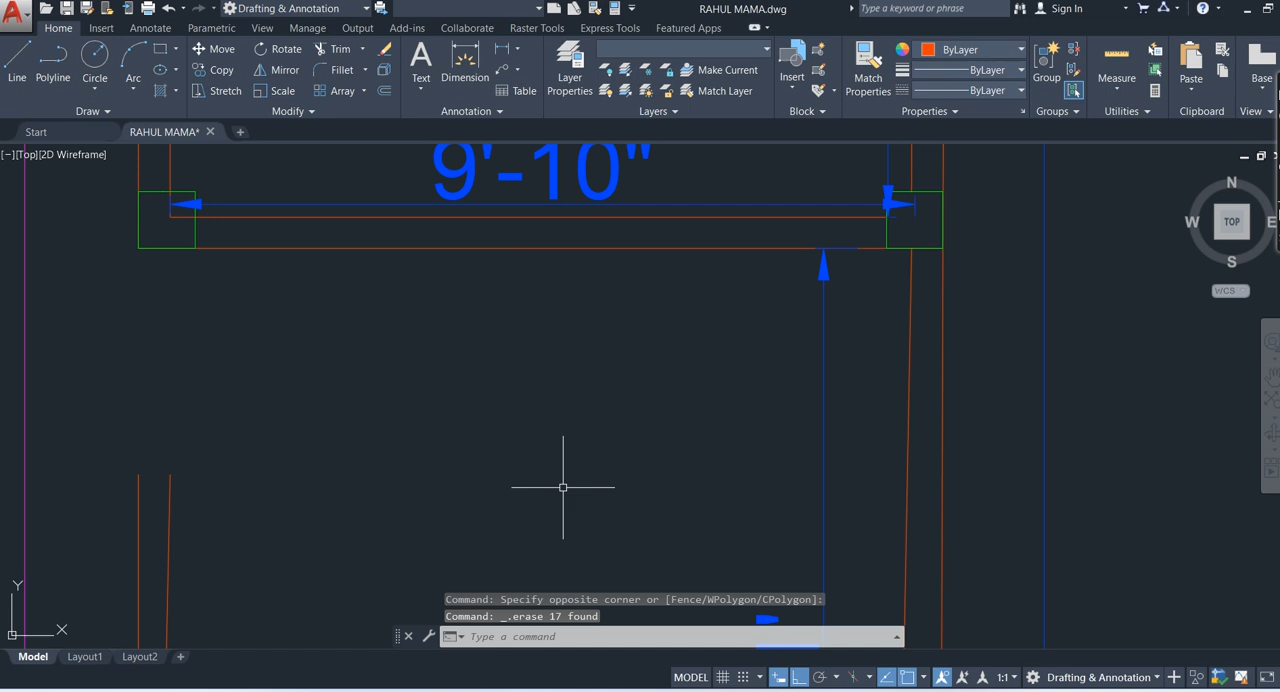 A Drafting & Annotation RAHUL MAMA.dwg Type a keyword or phrase Sign In
Home Insert Annotate Parametric View Manage Output Add-ins Collaborate Express Tools Raster Tools Featured Apps
Line Polyline Circle Arc Move Rotate Trim Text Dimension Layer Properties Insert Match Properties ByLayer Group Measure Paste Base
Copy Mirror Fillet Make Current ByLayer
Stretch Scale Array Table Match Layer ByLayer
Draw Modify Annotation Layers Block Properties Groups Utilities Clipboard View
Start RAHUL MAMA*
[−][Top][2D Wireframe]
9'-10"
N
W TOP E
S
WCS
Y
X
Command: Specify opposite corner or [Fence/WPolygon/CPolygon]:
Command: _.erase 17 found
Type a command
Model Layout1 Layout2 +
MODEL 1:1 Drafting & Annotation